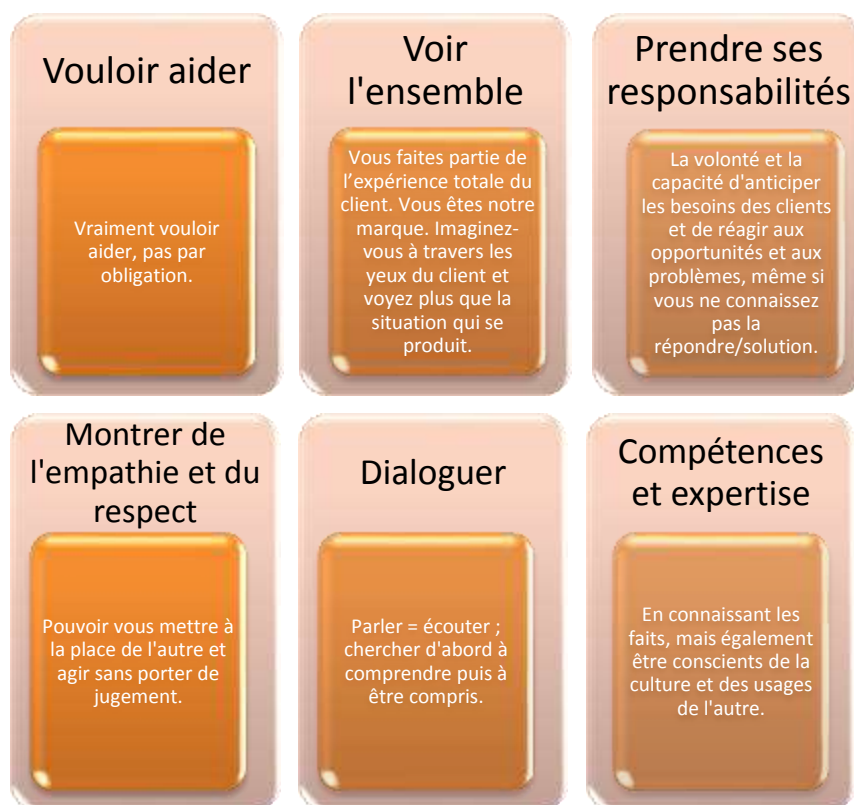 Vouloir aider
Vraiment vouloir
aider, pas par
obligation.
Voir
l'ensemble
Vous faites partie de
l’expérience totale du
client. Vous êtes notre
marque. Imaginez-
vous à travers les
yeux du client et
voyez plus que la
situation qui se
produit.
Prendre ses
responsabilités
La volonté et la
capacité d'anticiper
les besoins des clients
et de réagir aux
opportunités et aux
problèmes, même si
vous ne connaissez
pas la
répondre/solution.
Montrer de
l'empathie et du
respect
Pouvoir vous mettre à
la place de l'autre et
agir sans porter de
jugement.
Dialoguer
Parler = écouter ;
chercher d'abord à
comprendre puis à
être compris.
Compétences
et expertise
En connaissant les
faits, mais également
être conscients de la
culture et des usages
de l'autre.